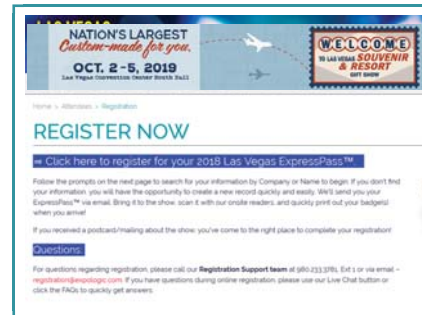 LAS VEGAS
NATION'S LARGEST
Custom-made for you.
OCT. 2-5, 2019
Las Vegas Convention Center South Hall
WELCOME
TO LAS VEGAS SOUVENIR
& RESORT
GIFT SHOW
Home > Attendees > Registration
REGISTER NOW
⇨ Click here to register for your 2018 Las Vegas ExpressPass™.
Follow the prompts on the next page to search for your information by Company or Name to begin. If you don't find
your information, you will have the opportunity to create a new record quickly and easily. We'll send you your
ExpressPass™ via email. Bring it to the show, scan it with our onsite readers, and quickly print out your badge(s)
when you arrive!
If you received a postcard/mailing about the show, you've come to the right place to complete your registration!
Questions:
For questions regarding registration, please call our Registration Support team at 980.233.3781, Ext 1 or via email –
registration@expologic.com. If you have questions during online registration, please use our Live Chat button or
click the FAQs to quickly get answers.